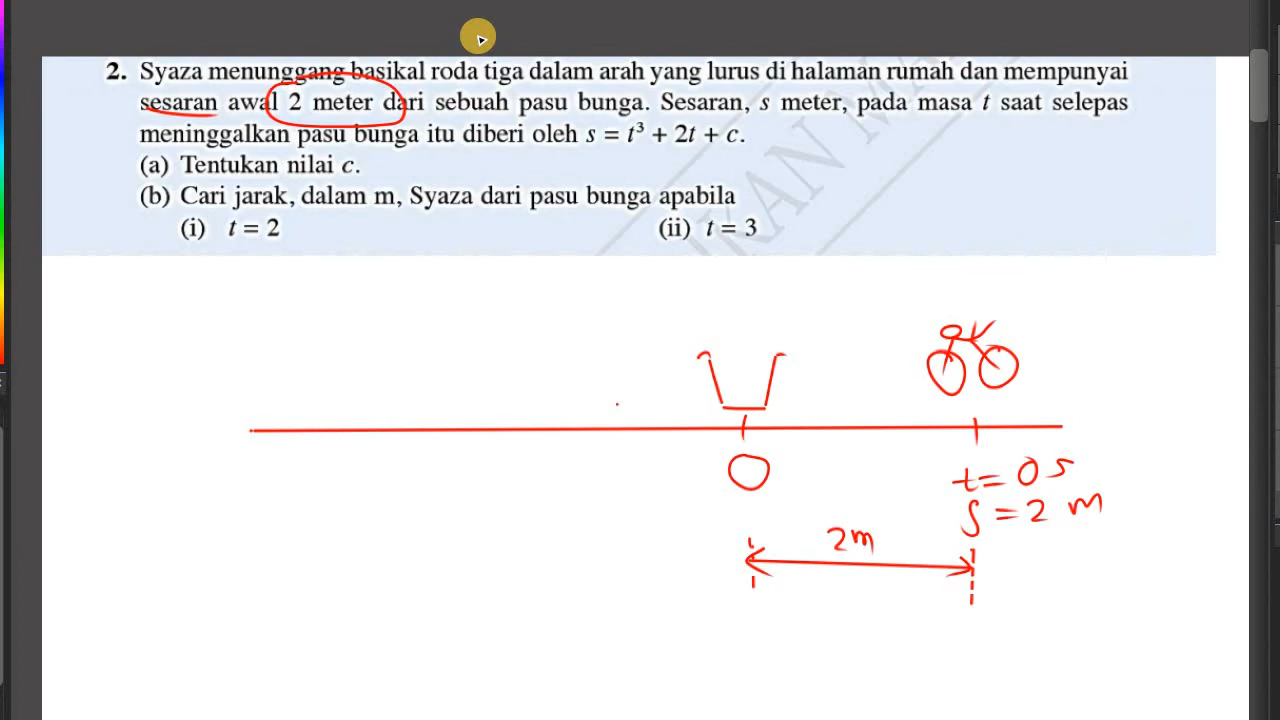 2. Syaza menunggang basikal roda tiga dalam arah yang lurus di halaman rumah dan mempunyai
sesaran awal 2 meter dari sebuah pasu bunga. Sesaran, s meter, pada masa t saat selepas
meninggalkan pasu bunga itu diberi oleh s = t³ + 2t + c.
(a) Tentukan nilai c.
(b) Cari jarak, dalam m, Syaza dari pasu bunga apabila
(i) t = 2 (ii) t = 3
O
t = 0 s
s = 2 m
2m